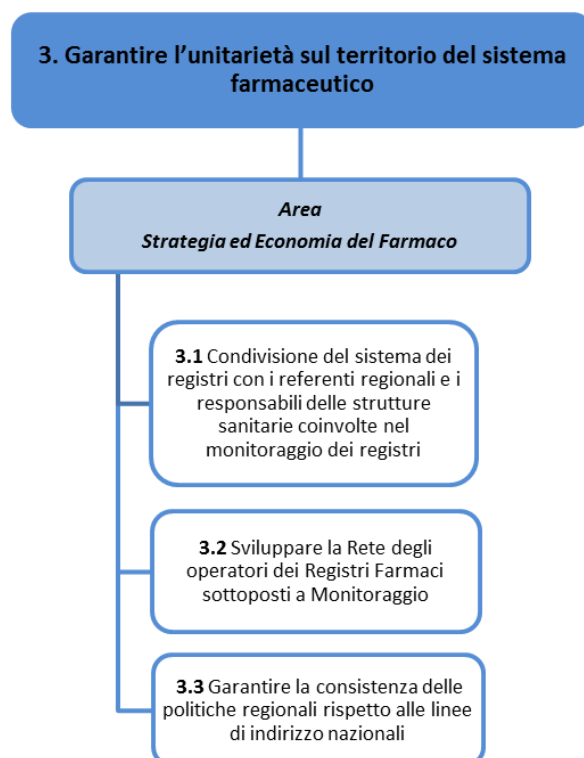 3. Garantire l’unitarietà sul territorio del sistema
farmaceutico
Area
Strategia ed Economia del Farmaco
3.1 Condivisione del sistema dei
registri con i referenti regionali e i
responsabili delle strutture
sanitarie coinvolte nel
monitoraggio dei registri
3.2 Sviluppare la Rete degli
operatori dei Registri Farmaci
sottoposti a Monitoraggio
3.3 Garantire la consistenza delle
politiche regionali rispetto alle linee
di indirizzo nazionali